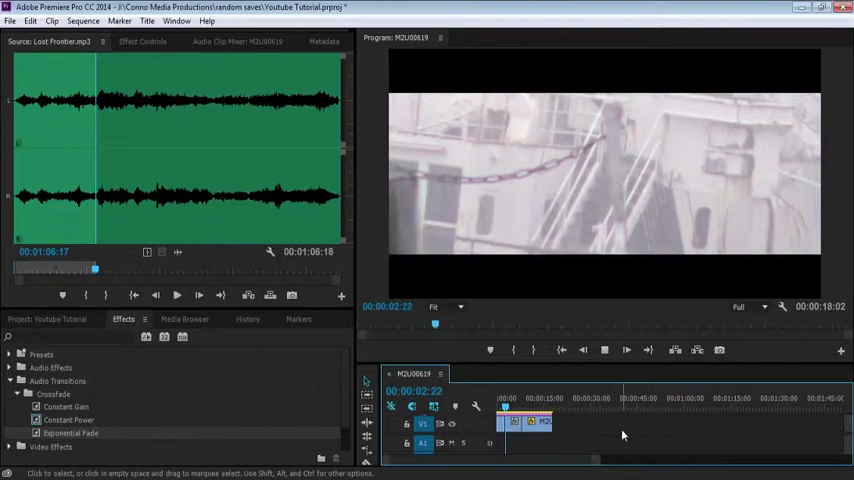 Adobe Premiere Pro CC 2014 - J:\Conno Media Productions\random saves\Youtube Tutorial.prproj *
File Edit Clip Sequence Marker Title Window Help
Source: Lost Frontier.mp3 Effect Controls Audio Clip Mixer: M2U00619 Metadata
Program: M2U00619
L
R
00:01:06:17 00:01:06:18
00:00:02:22 Fit Full 00:00:18:02
Project: Youtube Tutorial Effects Media Browser History Markers
Presets
Audio Effects
Audio Transitions
Crossfade
Constant Gain
Constant Power
Exponential Fade
Video Effects
× M2U00619
00:00:02:22
:00:00 00:00:15:00 00:00:30:00 00:00:45:00 00:01:00:00 00:01:15:00 00:01:30:00 00:01:45:00
V1 fx fx M2U
A1 M S
Click to select, or click in empty space and drag to marquee select. Use Shift, Alt, and Ctrl for other options.